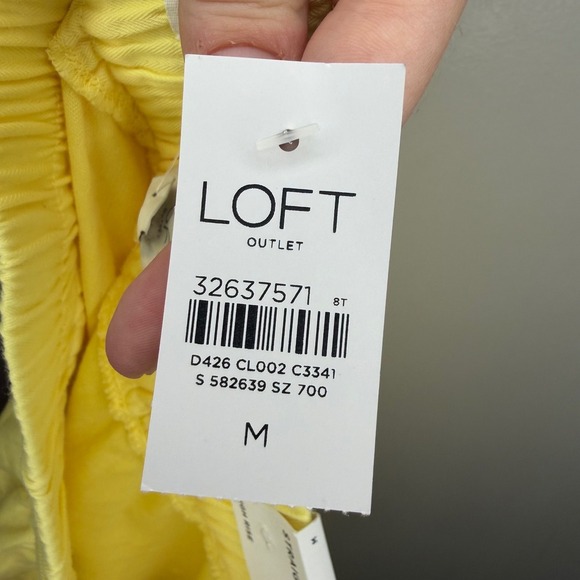 LOFT
OUTLET
32637571 8T
D426 CL002 C3341
S 582639 SZ 700
M
M